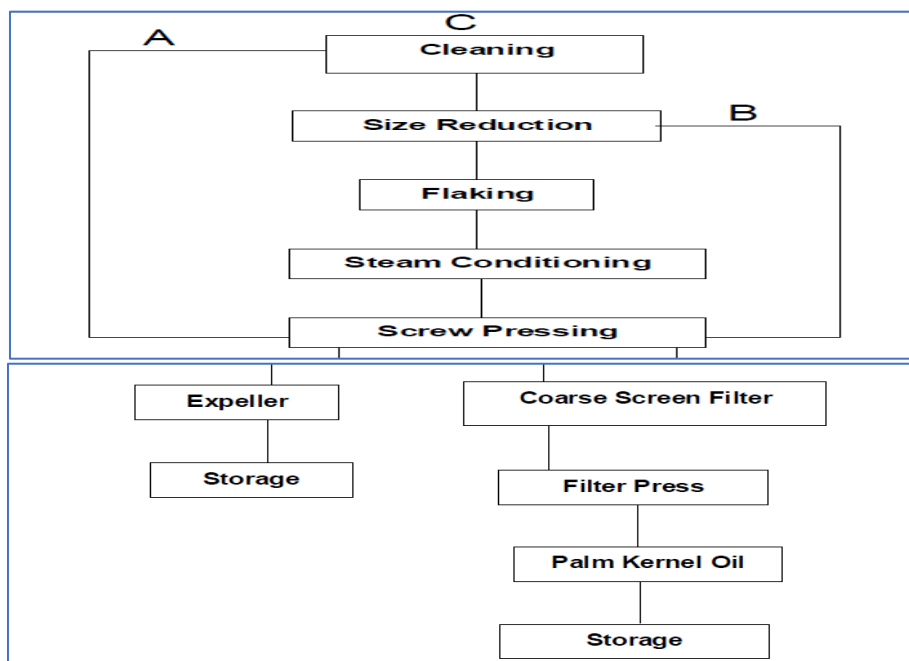 C
A
Cleaning
Size Reduction
B
Flaking
Steam Conditioning
Screw Pressing
Expeller
Coarse Screen Filter
Storage
Filter Press
Palm Kernel Oil
Storage